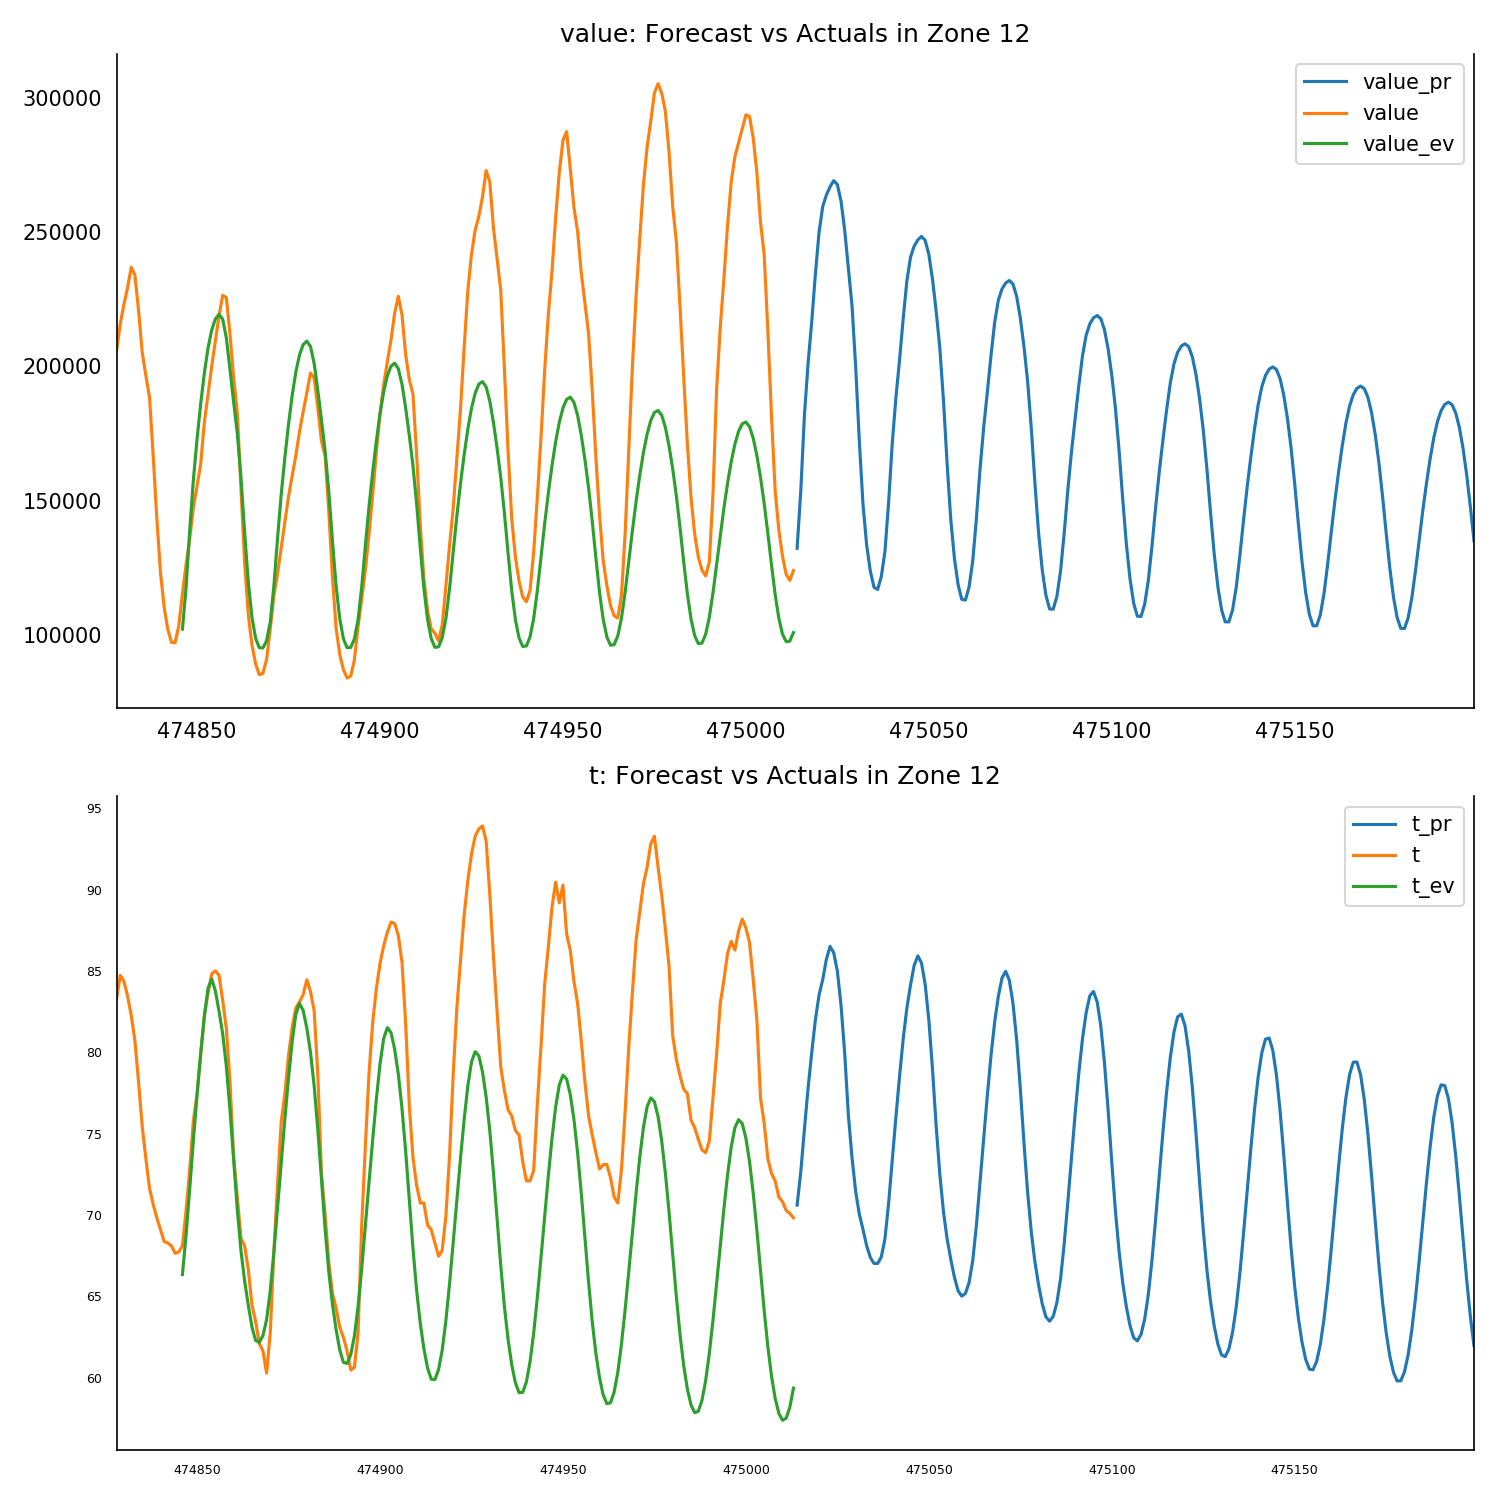 value: Forecast vs Actuals in Zone 12
300000
250000
200000
150000
100000
value_pr
value
value_ev
474850 474900 474950 475000 475050 475100 475150
t: Forecast vs Actuals in Zone 12
95
90
85
80
75
70
65
60
t_pr
t
t_ev
474850 474900 474950 475000 475050 475100 475150